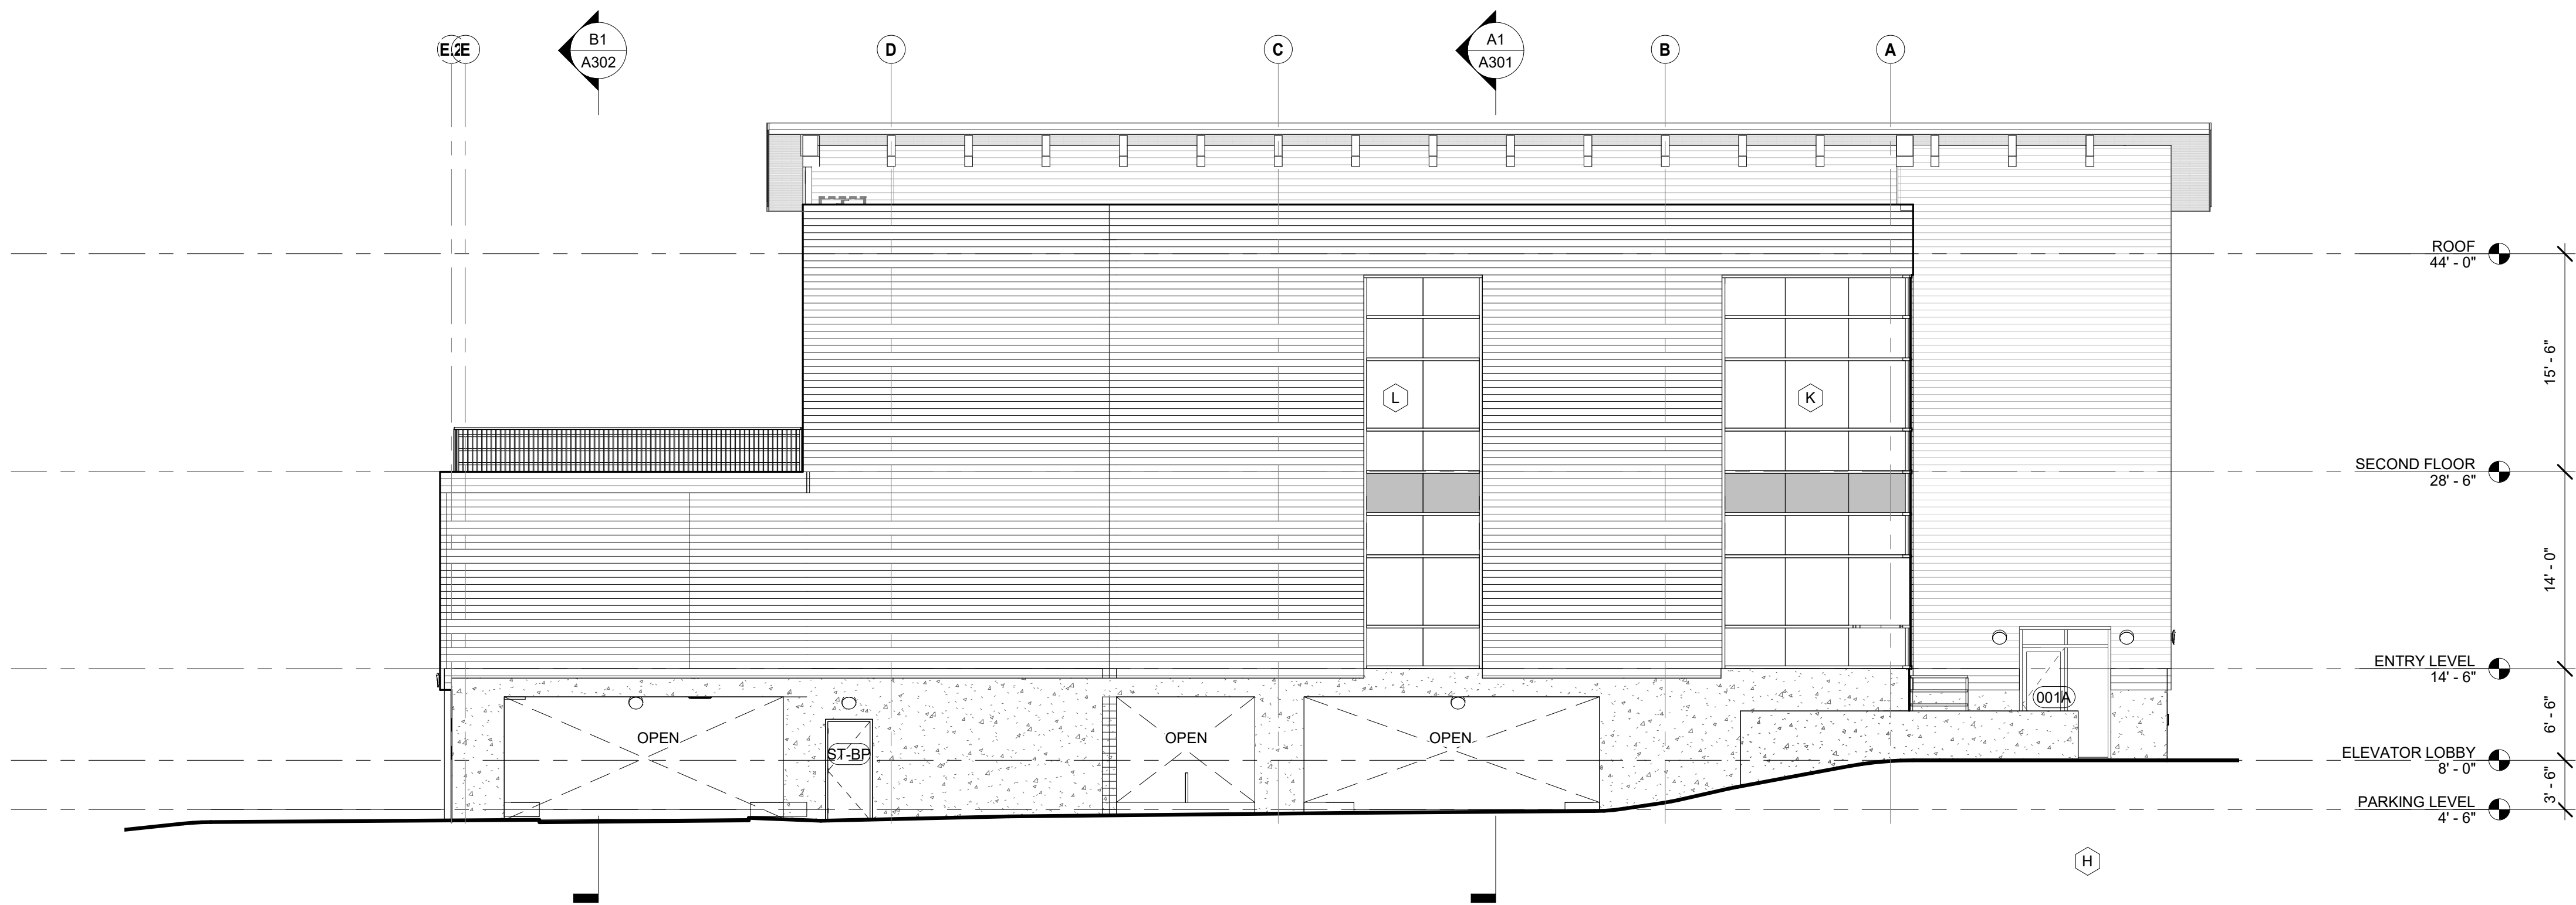 E.2
E
B1
A302
D
C
A1
A301
B
A
ROOF
44' - 0"
15' - 6"
L
K
SECOND FLOOR
28' - 6"
14' - 0"
ENTRY LEVEL
14' - 6"
001A
6' - 6"
OPEN
OPEN
OPEN
ST-BP
ELEVATOR LOBBY
8' - 0"
3' - 6"
PARKING LEVEL
4' - 6"
H